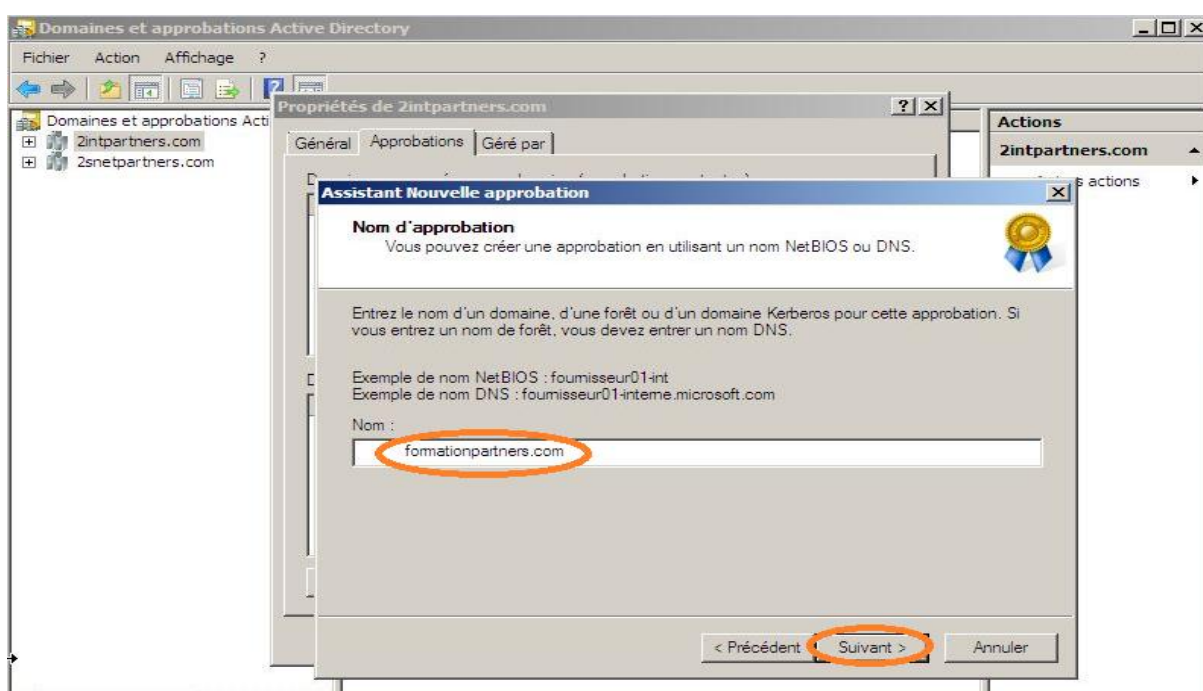 Domaines et approbations Active Directory
Fichier Action Affichage ?
Domaines et approbations Acti
2intpartners.com
2snetpartners.com
Propriétés de 2intpartners.com
Général Approbations Géré par
Assistant Nouvelle approbation
Nom d'approbation
Vous pouvez créer une approbation en utilisant un nom NetBIOS ou DNS.
Entrez le nom d'un domaine, d'une forêt ou d'un domaine Kerberos pour cette approbation. Si
vous entrez un nom de forêt, vous devez entrer un nom DNS.
Exemple de nom NetBIOS : fournisseur01-int
Exemple de nom DNS : fournisseur01-interne.microsoft.com
Nom :
formationpartners.com
< Précédent Suivant > Annuler
Actions
2intpartners.com
actions